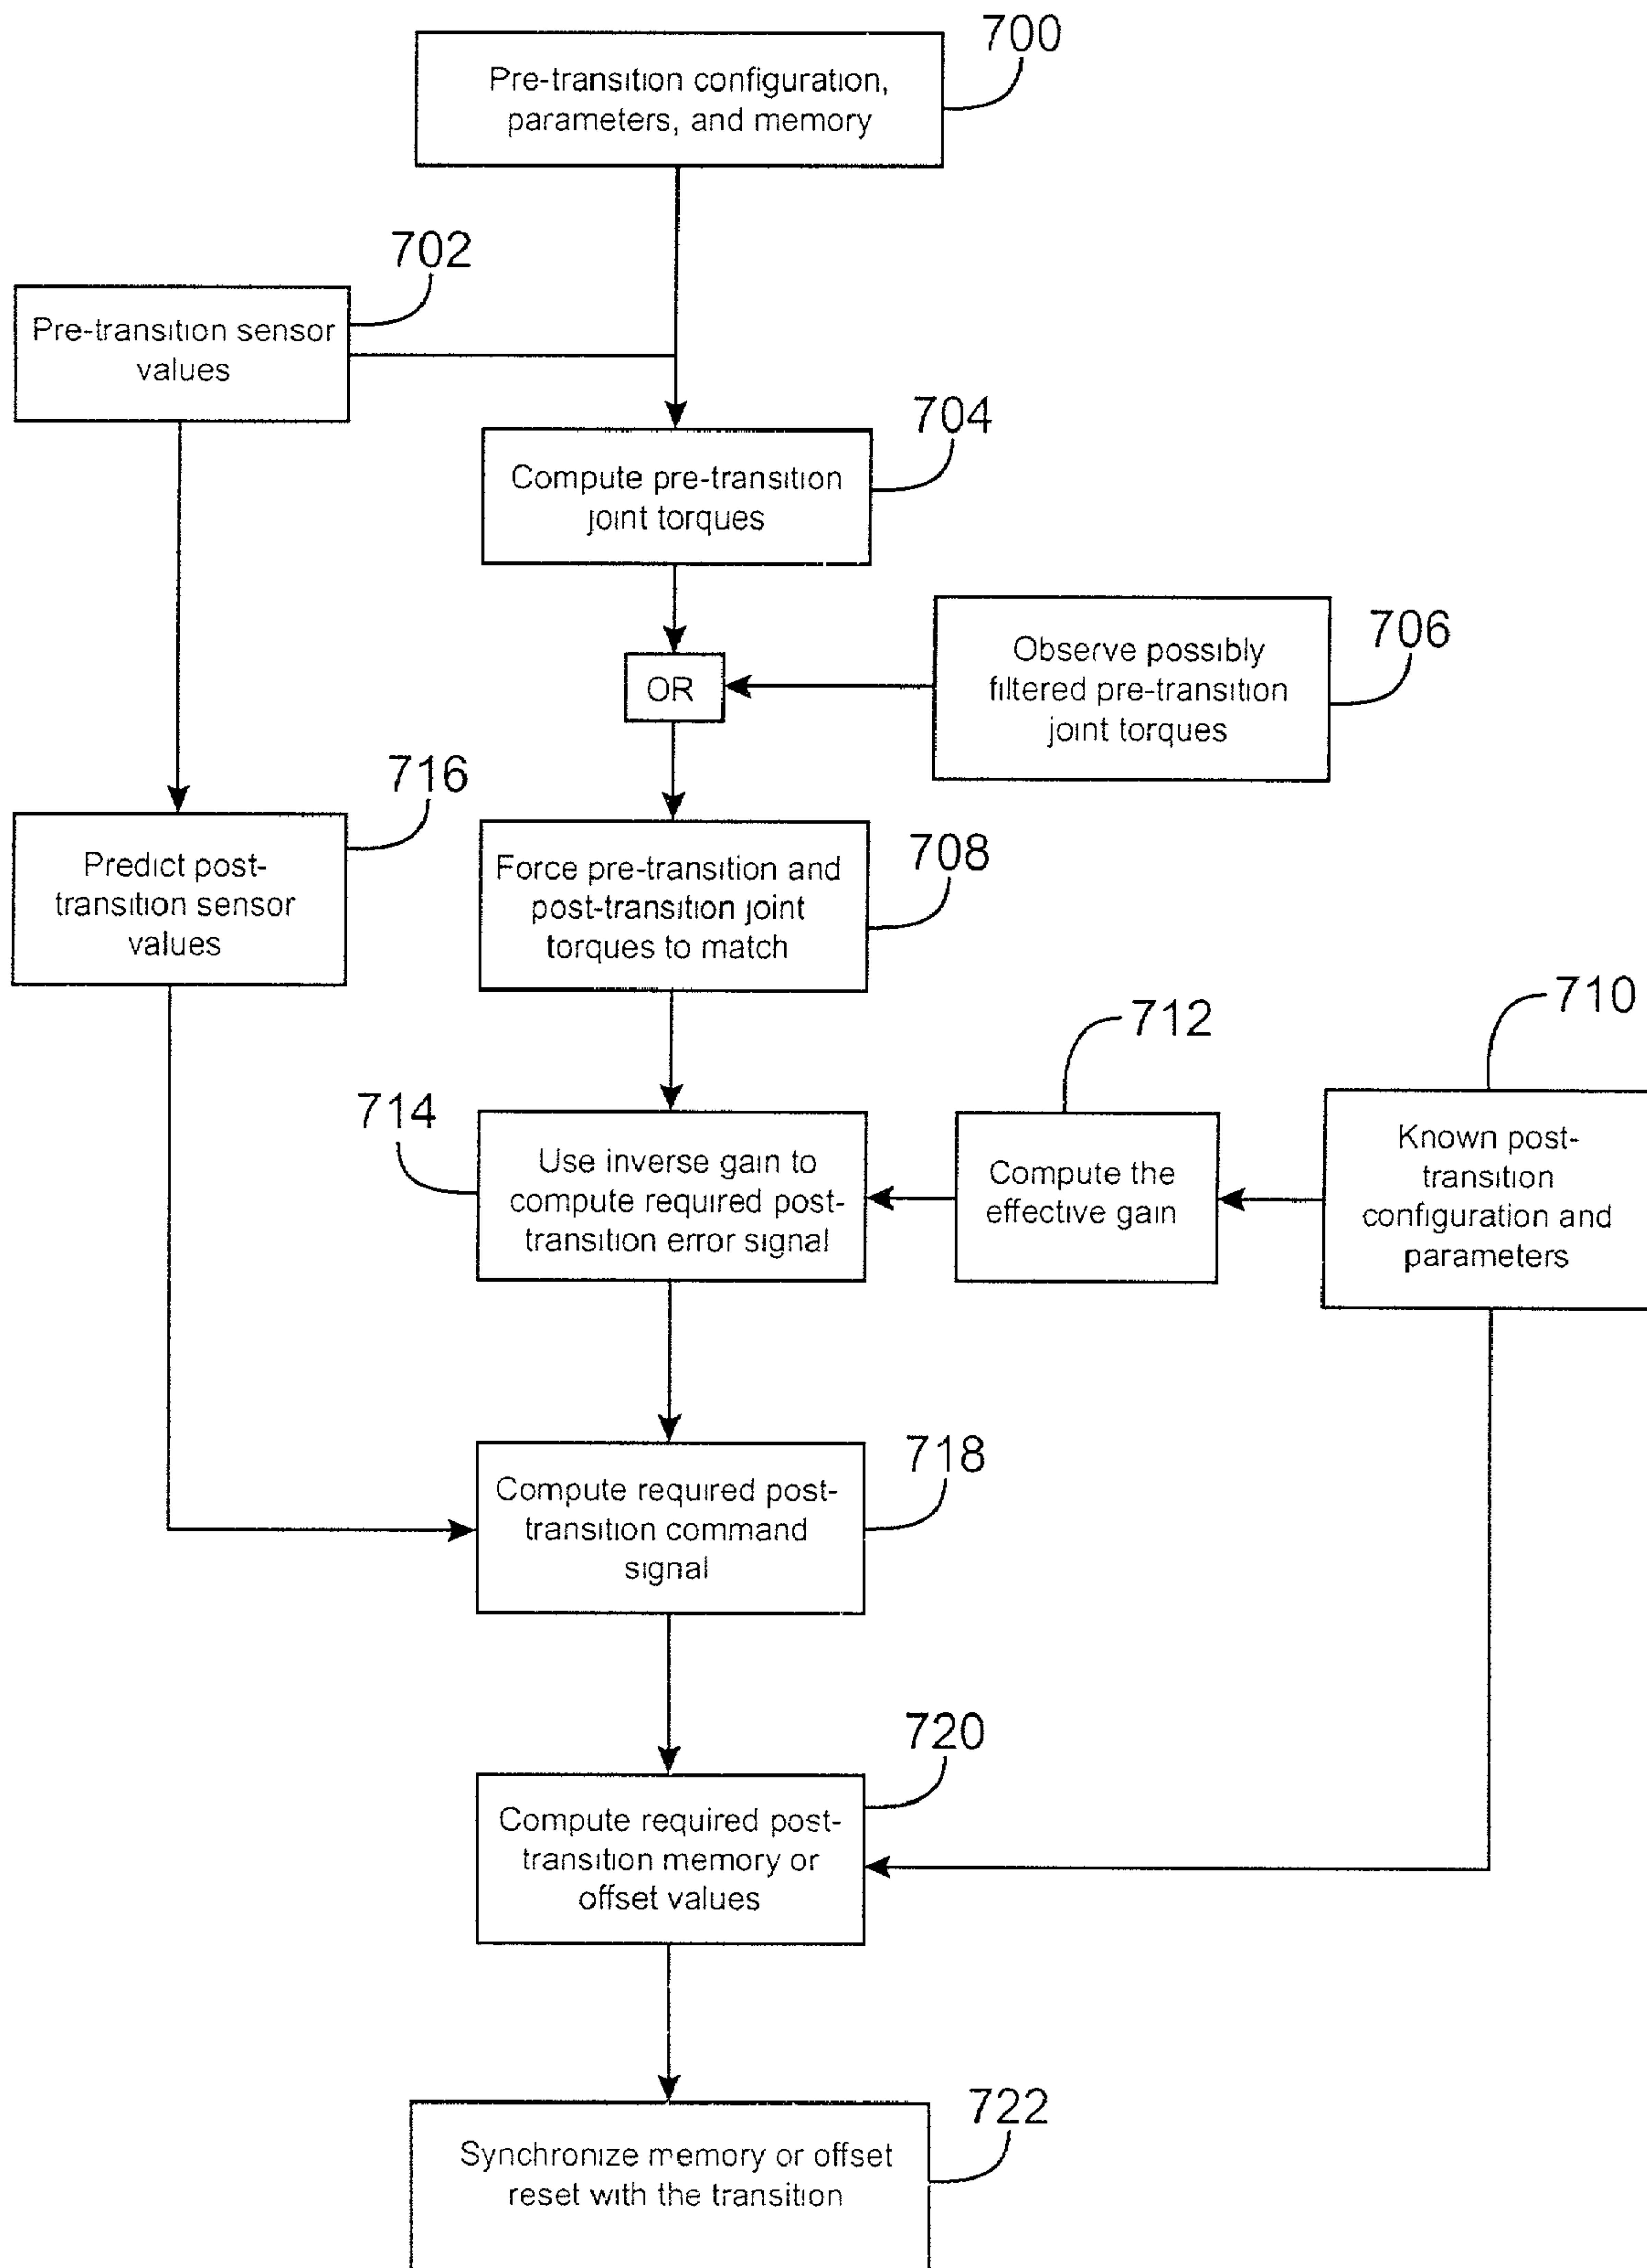 700
Pre-transition configuration,
parameters, and memory
702
Pre-transition sensor
values
704
Compute pre-transition
joint torques
706
Observe possibly
filtered pre-transition
joint torques
OR
716
Predict post-
transition sensor
values
708
Force pre-transition and
post-transition joint
torques to match
710
712
714
Use inverse gain to
compute required post-
transition error signal
Compute the
effective gain
Known post-
transition
configuration and
parameters
718
Compute required post-
transition command
signal
720
Compute required post-
transition memory or
offset values
722
Synchronize memory or offset
reset with the transition